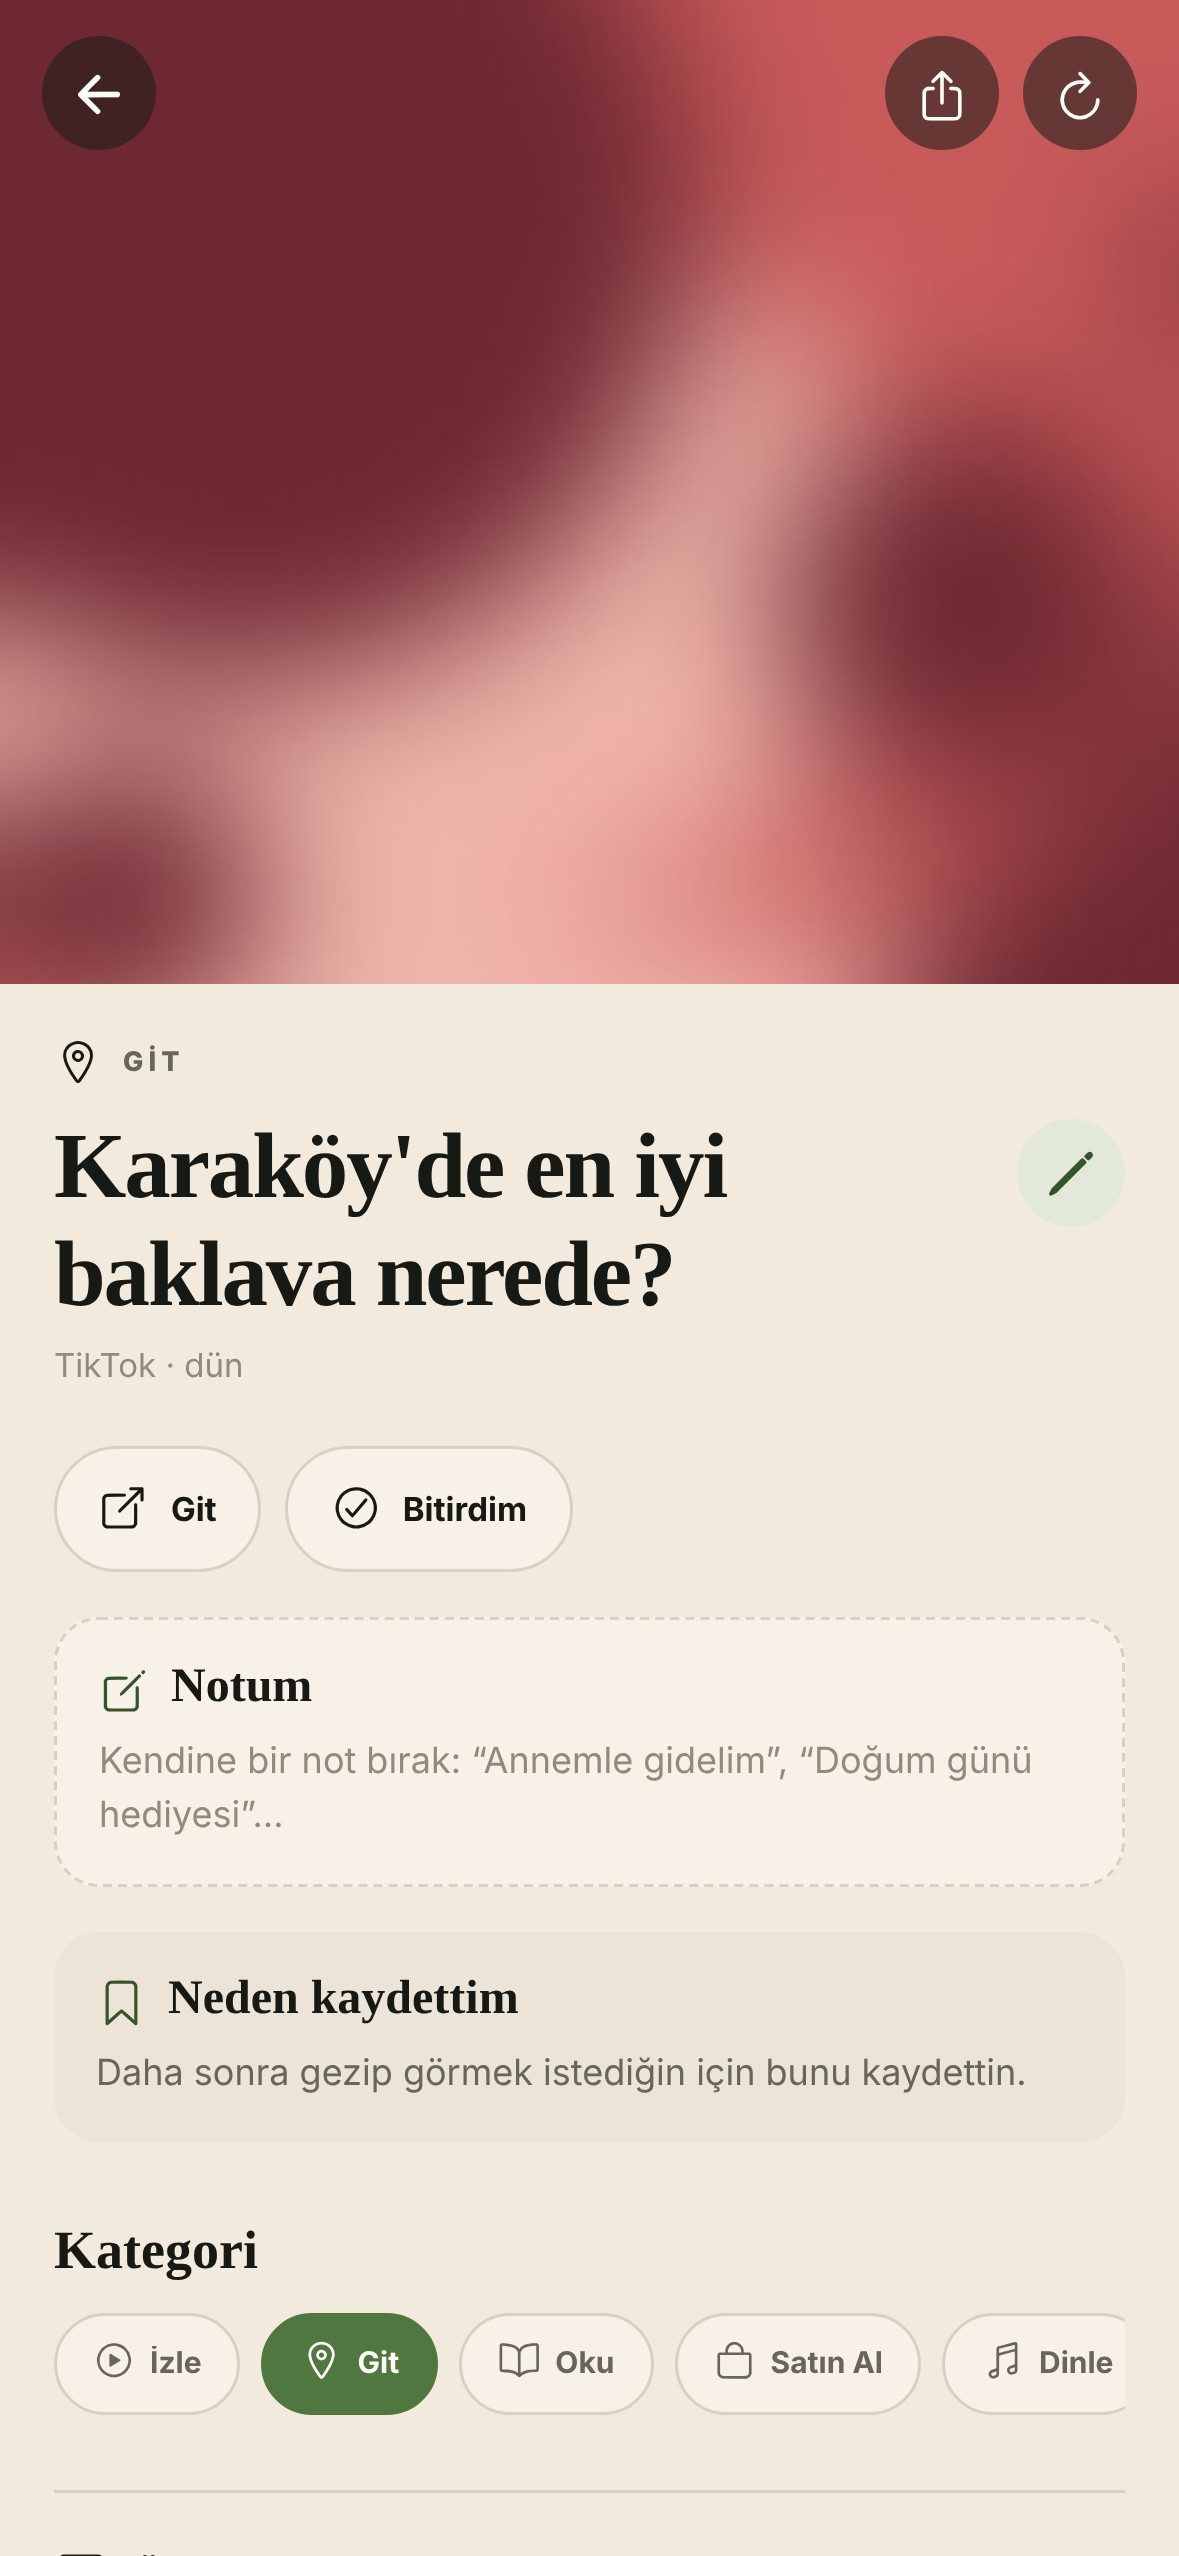 GİT
Karaköy'de en iyi
baklava nerede?
TikTok · dün
Git
Bitirdim
Notum
Kendine bir not bırak: “Annemle gidelim”, “Doğum günü
hediyesi”...
Neden kaydettim
Daha sonra gezip görmek istediğin için bunu kaydettin.
Kategori
İzle
Git
Oku
Satın Al
Dinle